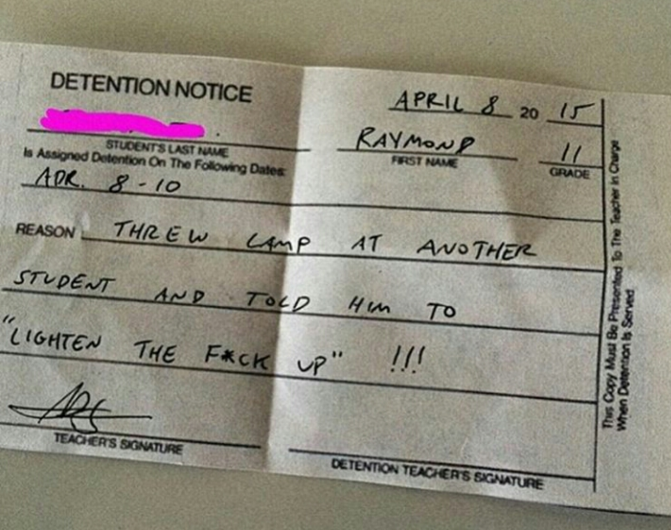 DETENTION NOTICE
APRIL 8 20 15
STUDENT'S LAST NAME
RAYMOND 11
FIRST NAME GRADE
Is Assigned Detention On The Following Dates:
APR. 8-10
REASON THREW LAMP AT ANOTHER
STUDENT AND TOLD HIM TO
"LIGHTEN THE F*CK UP" !!!
TEACHER'S SIGNATURE
DETENTION TEACHER'S SIGNATURE
This Copy Must Be Presented To The Teacher in Charge
When Detention Is Served